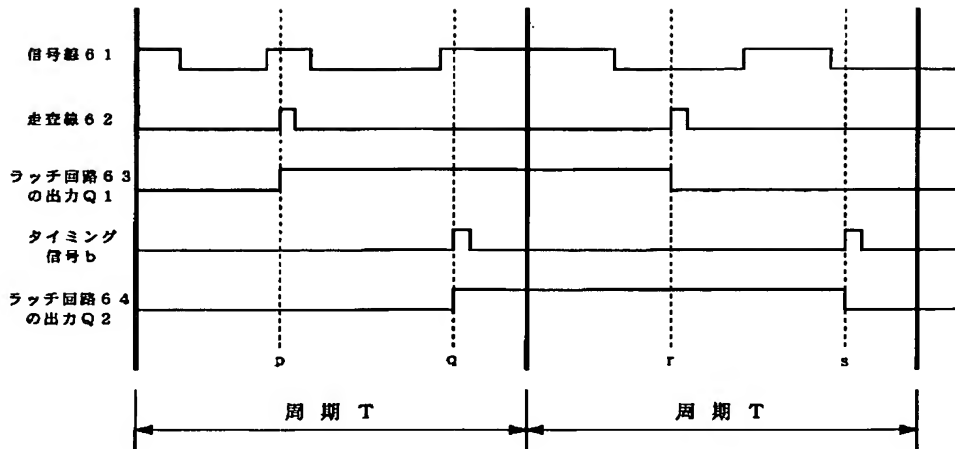 信号線61
走査線62
ラッチ回路63
の出力Q1
タイミング
信号b
ラッチ回路64
の出力Q2
p
q
r
s
周期T
周期T